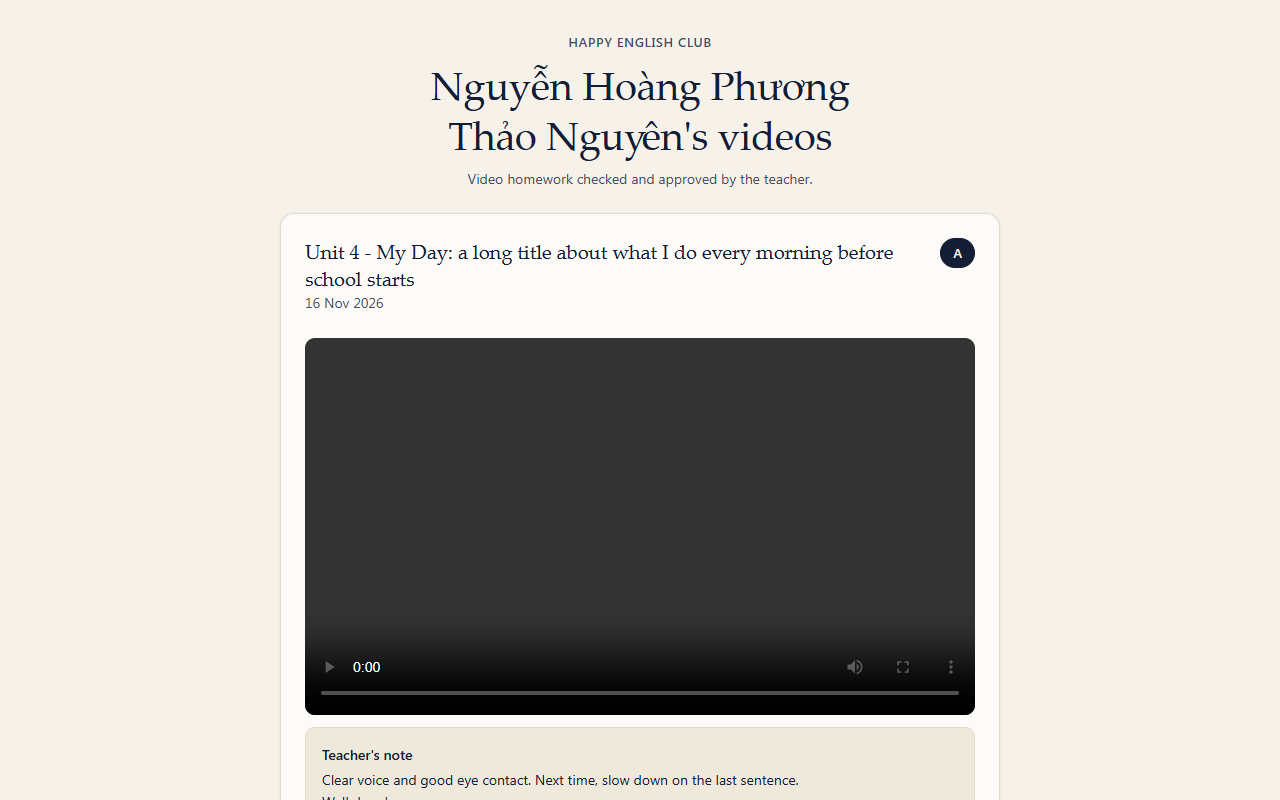 HAPPY ENGLISH CLUB
Nguyễn Hoàng Phương
Thảo Nguyên's videos
Video homework checked and approved by the teacher.
Unit 4 - My Day: a long title about what I do every morning before
school starts
A
16 Nov 2026
0:00
Teacher's note
Clear voice and good eye contact. Next time, slow down on the last sentence.